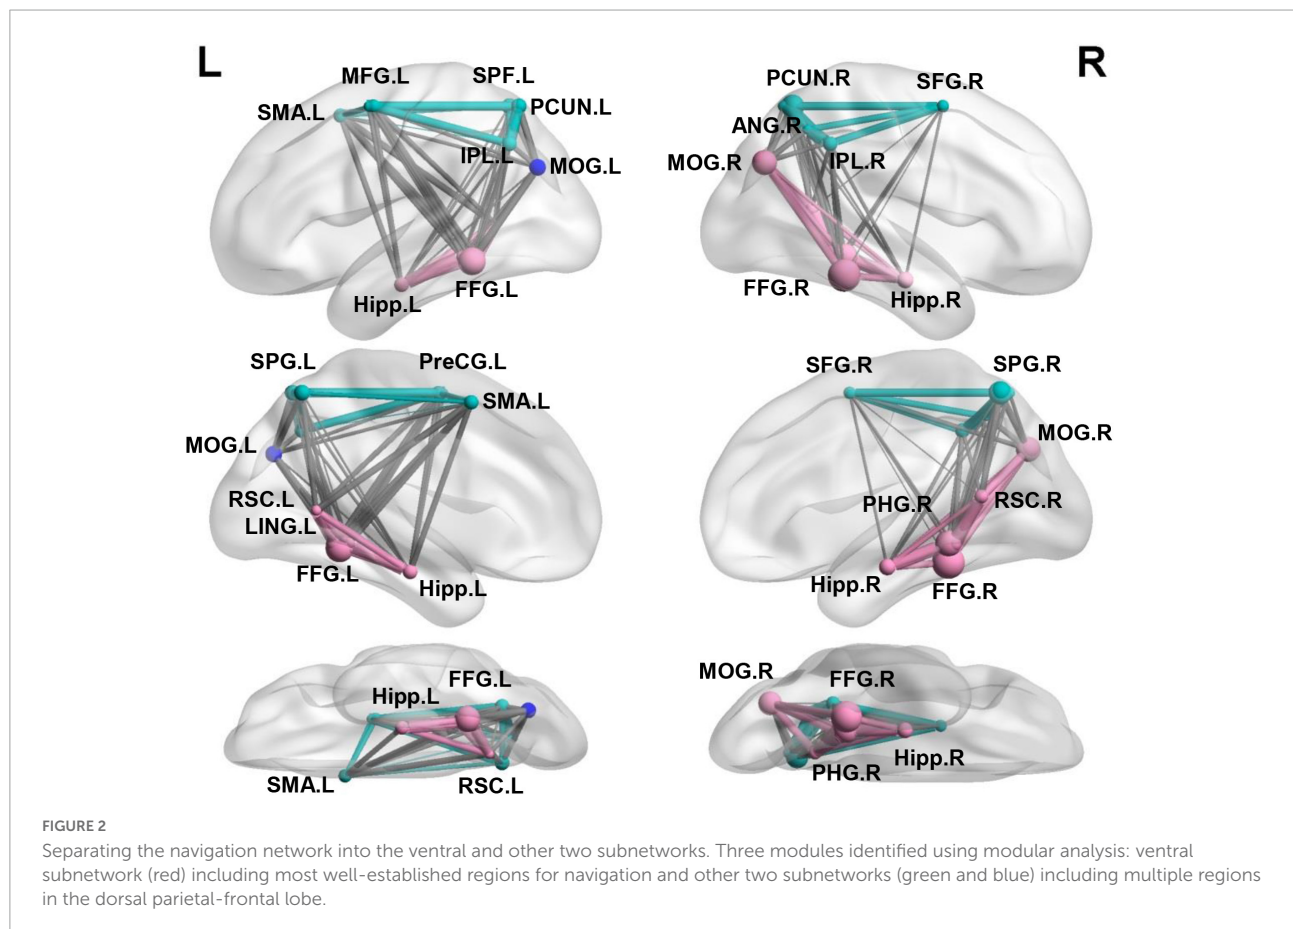 L
R
MFG.L
SPF.L
SMA.L
PCUN.L
IPL.L
MOG.L
Hipp.L
FFG.L
PCUN.R
SFG.R
ANG.R
MOG.R
IPL.R
FFG.R
Hipp.R
SPG.L
PreCG.L
SMA.L
MOG.L
RSC.L
LING.L
FFG.L
Hipp.L
SFG.R
SPG.R
MOG.R
PHG.R
RSC.R
Hipp.R
FFG.R
FFG.L
Hipp.L
SMA.L
RSC.L
MOG.R
FFG.R
Hipp.R
PHG.R
FIGURE 2
Separating the navigation network into the ventral and other two subnetworks. Three modules identified using modular analysis: ventral
subnetwork (red) including most well-established regions for navigation and other two subnetworks (green and blue) including multiple regions
in the dorsal parietal-frontal lobe.